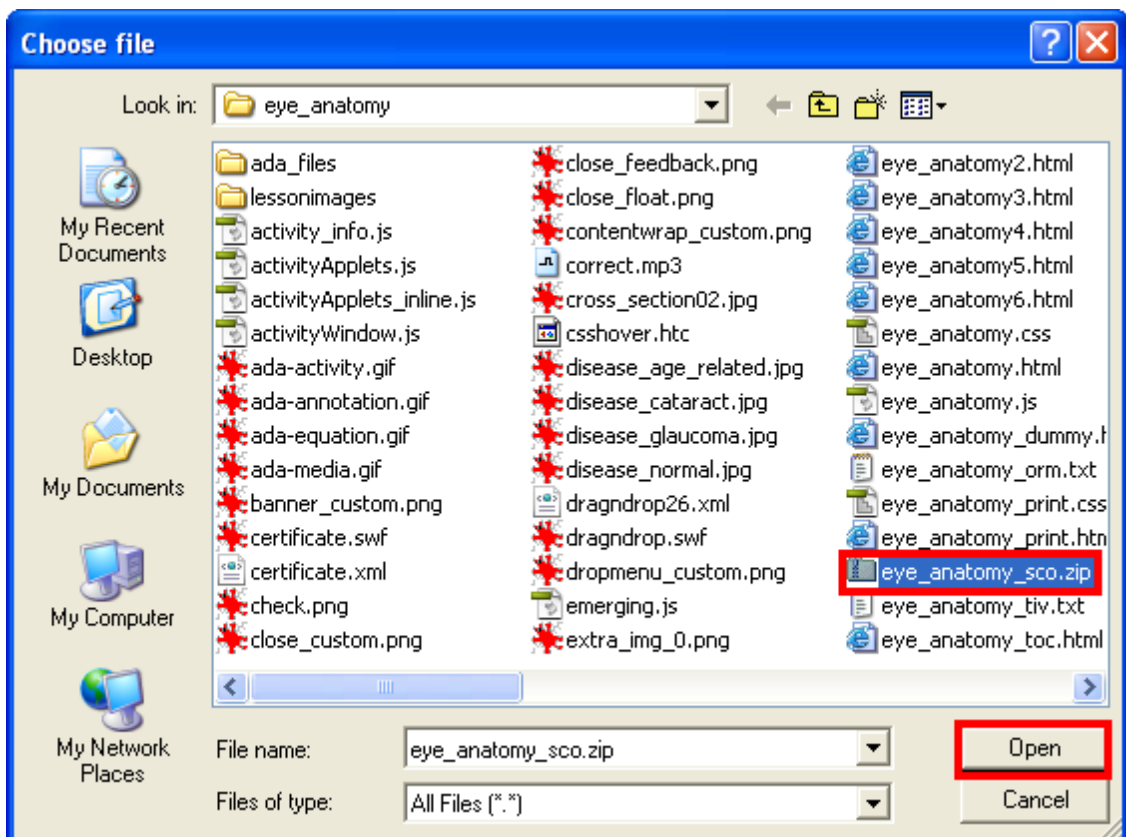 Choose file
Look in:
eye_anatomy
My Recent
Documents
Desktop
My Documents
My Computer
My Network
Places
ada_files
lessonimages
activity_info.js
activityApplets.js
activityApplets_inline.js
activityWindow.js
ada-activity.gif
ada-annotation.gif
ada-equation.gif
ada-media.gif
banner_custom.png
certificate.swf
certificate.xml
check.png
close_custom.png
close_feedback.png
close_float.png
contentwrap_custom.png
correct.mp3
cross_section02.jpg
csshover.htc
disease_age_related.jpg
disease_cataract.jpg
disease_glaucoma.jpg
disease_normal.jpg
dragndrop26.xml
dragndrop.swf
dropmenu_custom.png
emerging.js
extra_img_0.png
eye_anatomy2.html
eye_anatomy3.html
eye_anatomy4.html
eye_anatomy5.html
eye_anatomy6.html
eye_anatomy.css
eye_anatomy.html
eye_anatomy.js
eye_anatomy_dummy.h
eye_anatomy_orm.txt
eye_anatomy_print.css
eye_anatomy_print.htn
eye_anatomy_sco.zip
eye_anatomy_tiv.txt
eye_anatomy_toc.html
File name:
eye_anatomy_sco.zip
Open
Files of type:
All Files (*.*)
Cancel